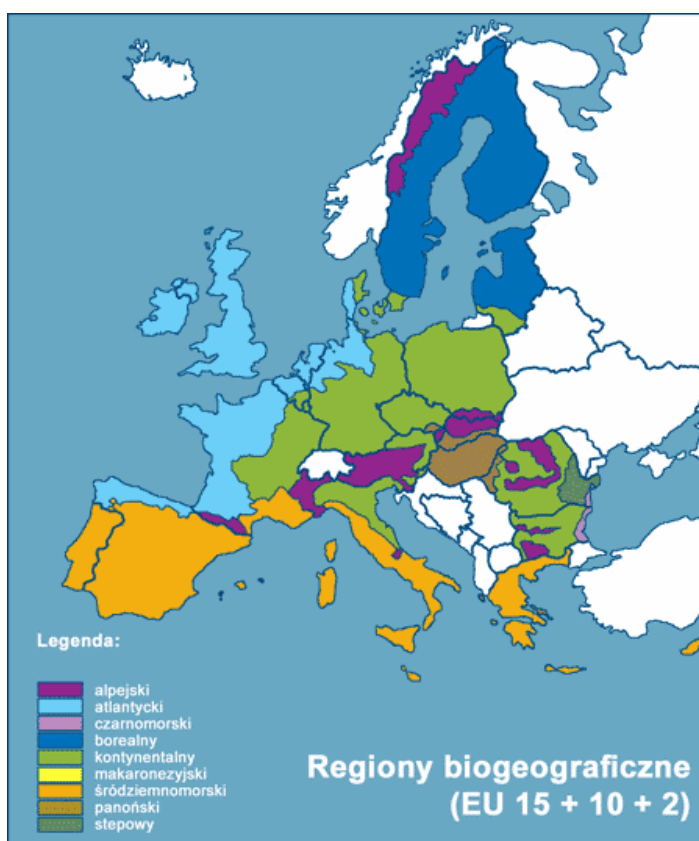 Legenda:
alpejski
atlantycki
czarnomorski
borealny
kontynentalny
makaronezyjski
śródziemnomorski
panoński
stepowy
Regiony biogeograficzne
(EU 15 + 10 + 2)